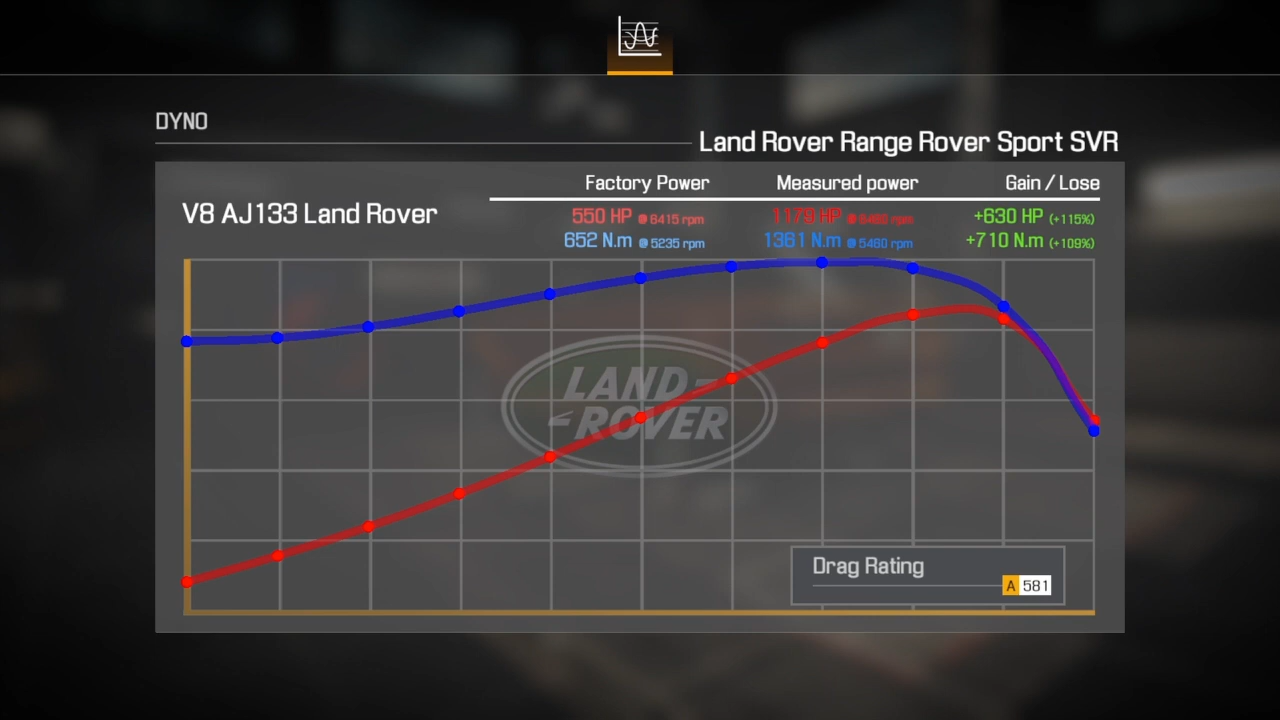 DYNO
Land Rover Range Rover Sport SVR
Factory Power Measured power Gain / Lose
V8 AJ133 Land Rover
550 HP @ 6415 rpm 1179 HP @ 6460 rpm +630 HP (+115%)
652 N.m @ 5235 rpm 1361 N.m @ 5460 rpm +710 N.m (+109%)
LAND-
-ROVER
Drag Rating
A 581